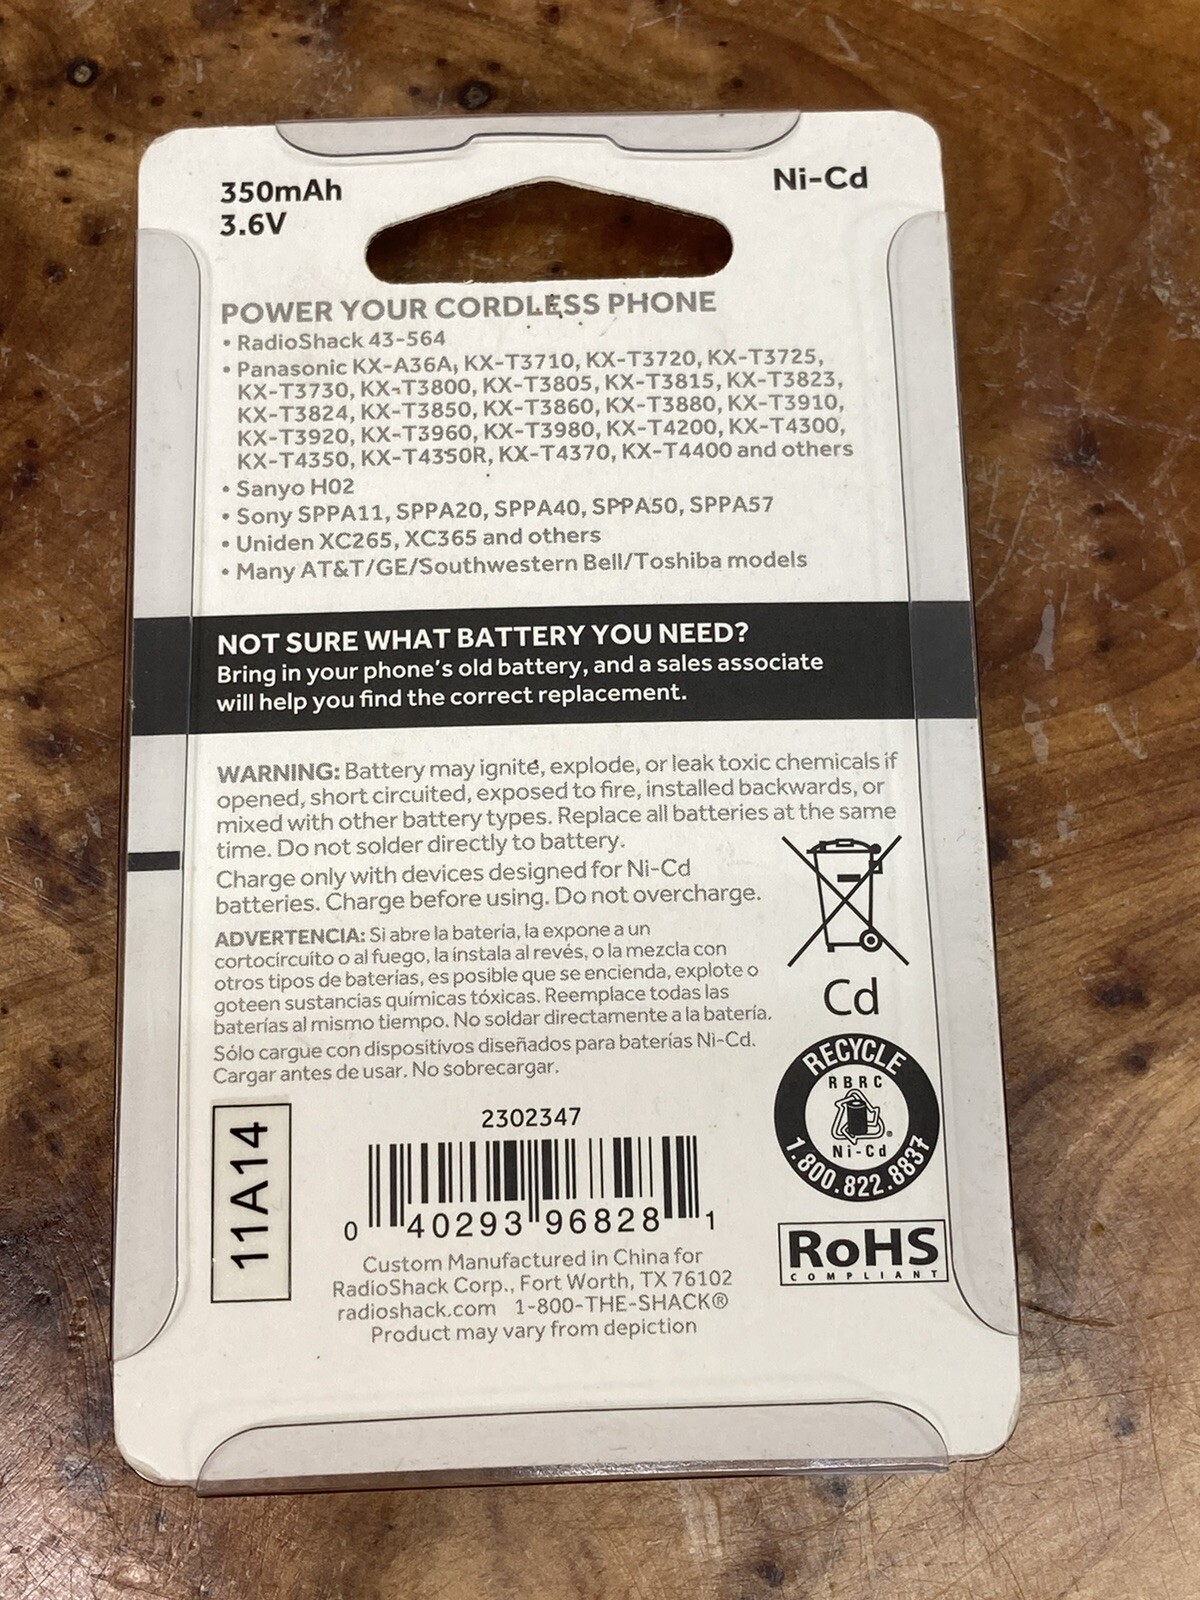 350mAh
3.6V
Ni-Cd
POWER YOUR CORDLESS PHONE
• RadioShack 43-564
• Panasonic KX-A36A, KX-T3710, KX-T3720, KX-T3725,
KX-T3730, KX-T3800, KX-T3805, KX-T3815, KX-T3823,
KX-T3824, KX-T3850, KX-T3860, KX-T3880, KX-T3910,
KX-T3920, KX-T3960, KX-T3980, KX-T4200, KX-T4300,
KX-T4350, KX-T4350R, KX-T4370, KX-T4400 and others
• Sanyo H02
• Sony SPPA11, SPPA20, SPPA40, SPPA50, SPPA57
• Uniden XC265, XC365 and others
• Many AT&T/GE/Southwestern Bell/Toshiba models
NOT SURE WHAT BATTERY YOU NEED?
Bring in your phone's old battery, and a sales associate
will help you find the correct replacement.
WARNING: Battery may ignite, explode, or leak toxic chemicals if
opened, short circuited, exposed to fire, installed backwards, or
mixed with other battery types. Replace all batteries at the same
time. Do not solder directly to battery.
Charge only with devices designed for Ni-Cd
batteries. Charge before using. Do not overcharge.
ADVERTENCIA: Si abre la batería, la expone a un
cortocircuíto o al fuego, la instala al revés, o la mezcla con
otros tipos de baterías, es posible que se encienda, explote o
goteen sustancias químicas tóxicas. Reemplace todas las
baterías al mismo tiempo. No soldar directamente a la batería.
Sólo cargue con dispositivos diseñados para baterías Ni-Cd.
Cargar antes de usar. No sobrecargar.
Cd
RECYCLE
RBRC
®
Ni-Cd
1.800.822.8837
RoHS
COMPLIANT
11A14
2302347
0 40293 96828 1
Custom Manufactured in China for
RadioShack Corp., Fort Worth, TX 76102
radioshack.com 1-800-THE-SHACK®
Product may vary from depiction